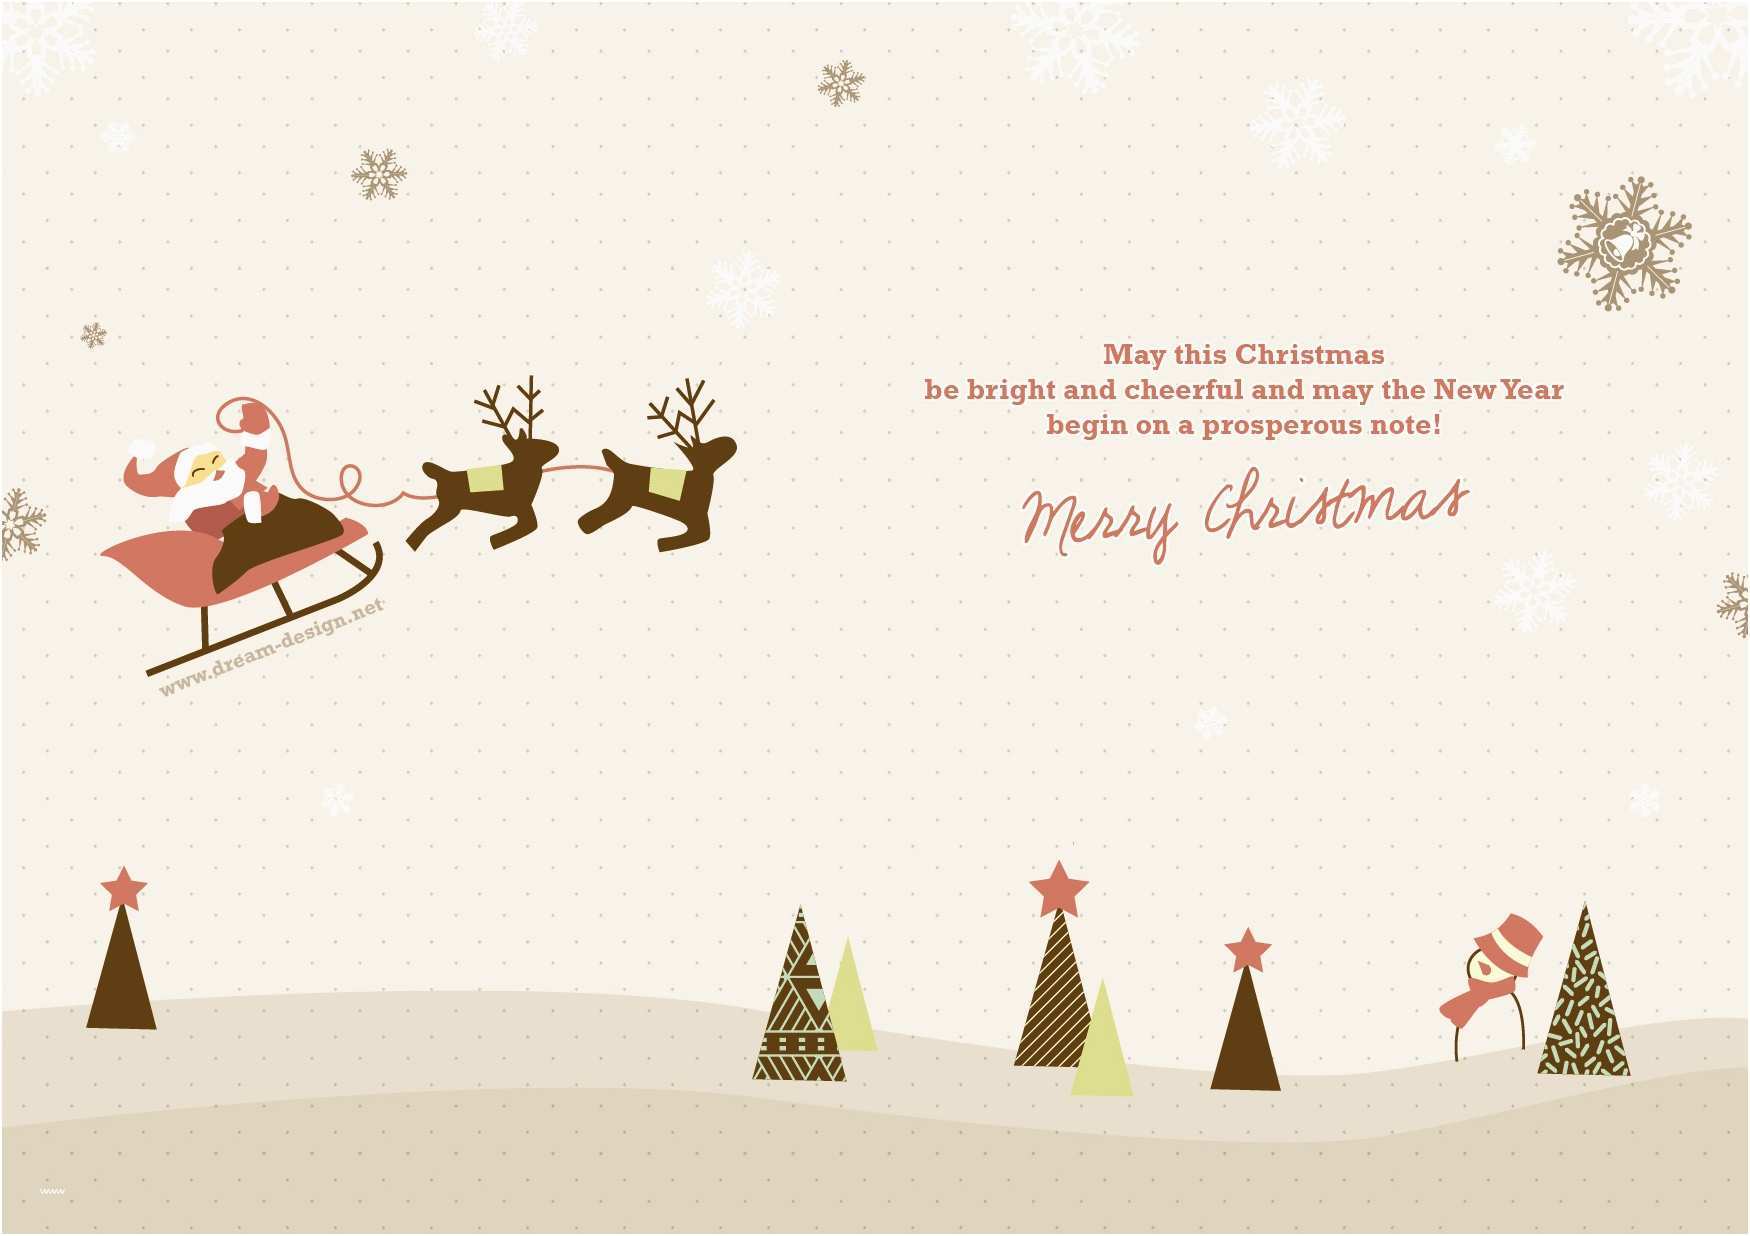 May this Christmas
be bright and cheerful and may the New Year
begin on a prosperous note!
Merry Christmas
www.dream-design.net
www